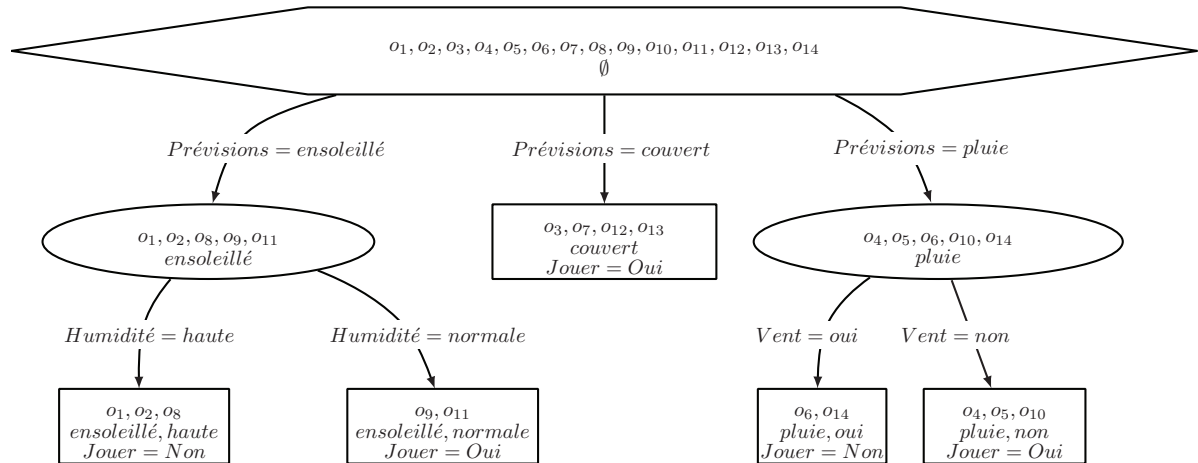 o1, o2, o3, o4, o5, o6, o7, o8, o9, o10, o11, o12, o13, o14
∅
Prévisions = ensoleillé
Prévisions = couvert
Prévisions = pluie
o1, o2, o8, o9, o11
ensoleillé
o3, o7, o12, o13
couvert
Jouer = Oui
o4, o5, o6, o10, o14
pluie
Humidité = haute
Humidité = normale
Vent = oui
Vent = non
o1, o2, o8
ensoleillé, haute
Jouer = Non
o9, o11
ensoleillé, normale
Jouer = Oui
o6, o14
pluie, oui
Jouer = Non
o4, o5, o10
pluie, non
Jouer = Oui